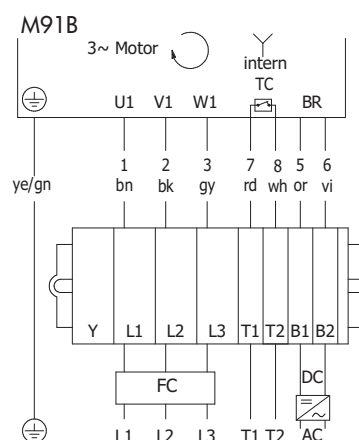 M91B
3~ Motor
intern
TC
U1 V1 W1 BR
1 2 3 7 8 5 6
ye/gn bn bk gy rd wh or vi
Y L1 L2 L3 T1 T2 B1 B2
FC DC
L1 L2 L3 T1 T2 AC